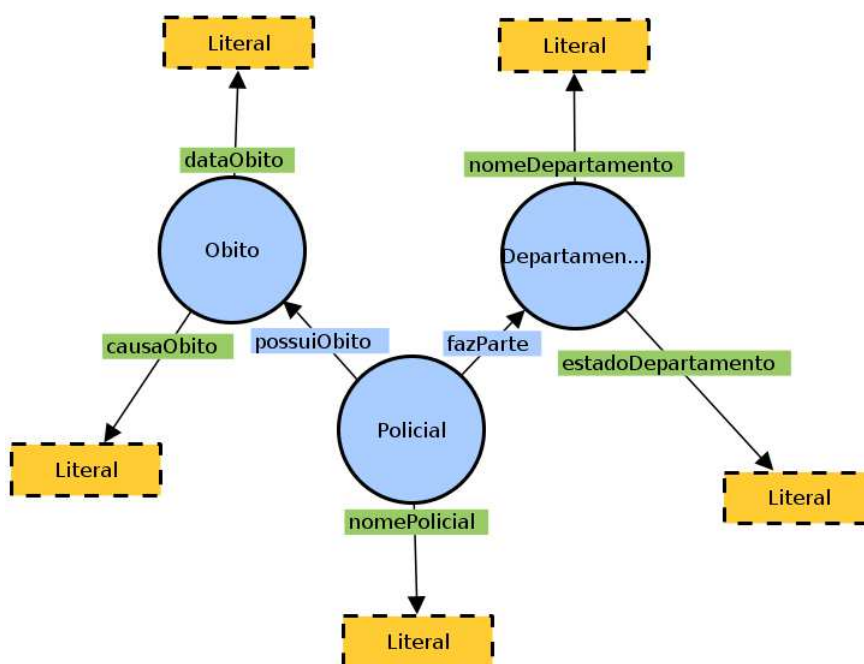 Literal
Literal
dataObito
nomeDepartamento
Obito
Departamen...
causaObito
possuiObito
fazParte
estadoDepartamento
Policial
Literal
Literal
nomePolicial
Literal